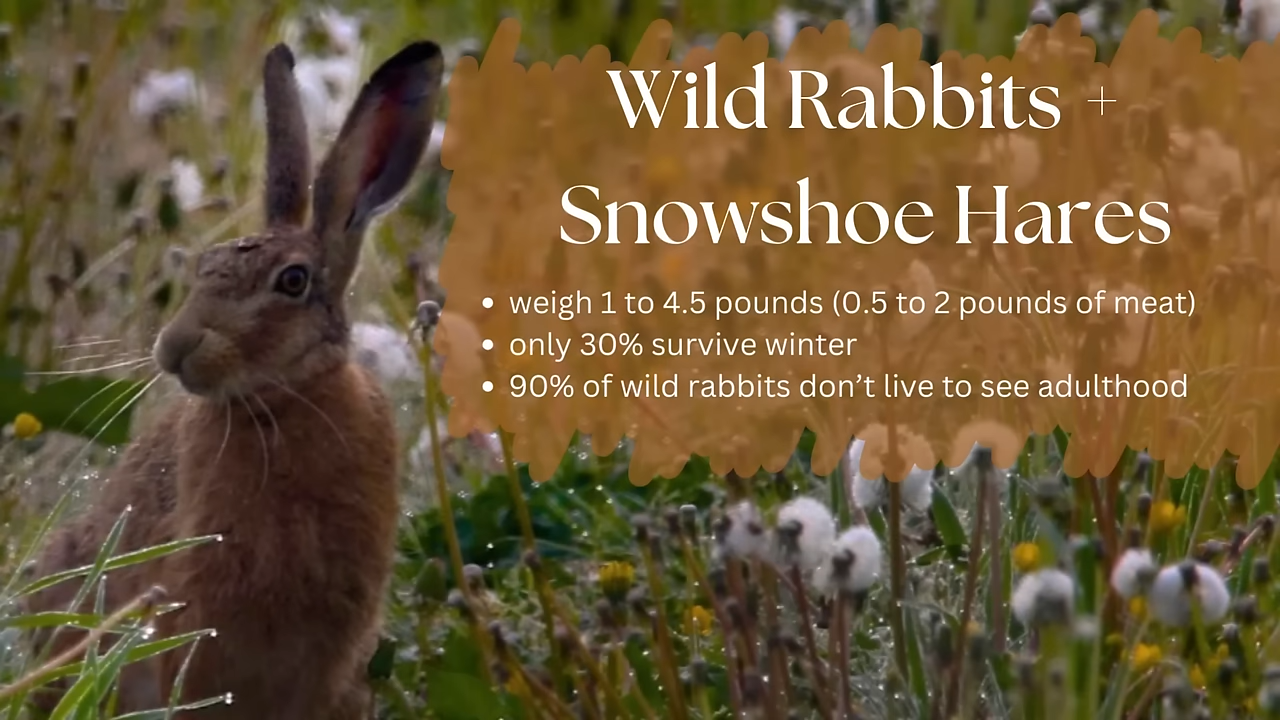 Wild Rabbits +
Snowshoe Hares
• weigh 1 to 4.5 pounds (0.5 to 2 pounds of meat)
• only 30% survive winter
• 90% of wild rabbits don’t live to see adulthood